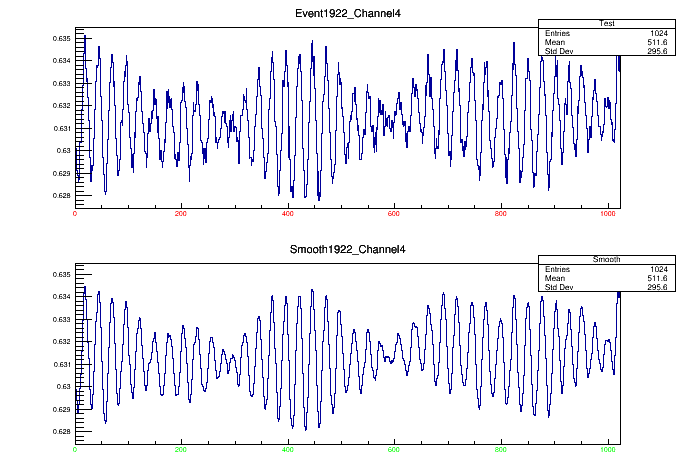 Event1922_Channel4
Test
Entries 1024
Mean 511.6
Std Dev 295.6
0.635
0.634
0.633
0.632
0.631
0.63
0.629
0.628
0 200 400 600 800 1000
Smooth1922_Channel4
Smooth
Entries 1024
Mean 511.6
Std Dev 295.6
0.635
0.634
0.633
0.632
0.631
0.63
0.629
0.628
0 200 400 600 800 1000